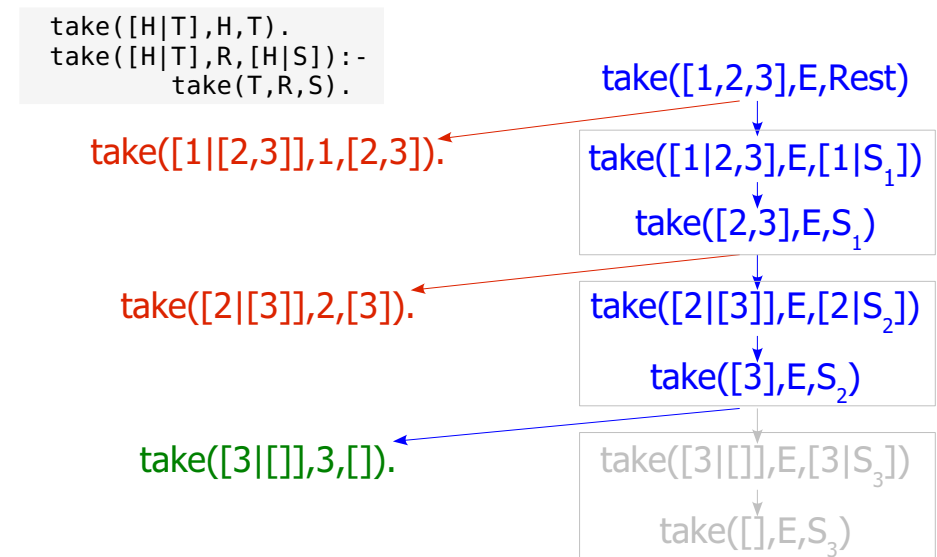 take([H|T],H,T).
take([H|T],R,[H|S]):-
take(T,R,S).
take([1,2,3],E,Rest)
take([1|[2,3]],1,[2,3]).
take([1|2,3],E,[1|S₁])
take([2,3],E,S₁)
take([2|[3]],2,[3]).
take([2|[3]],E,[2|S₂])
take([3],E,S₂)
take([3|[]],3,[]).
take([3|[]],E,[3|S₃])
take([],E,S₃)